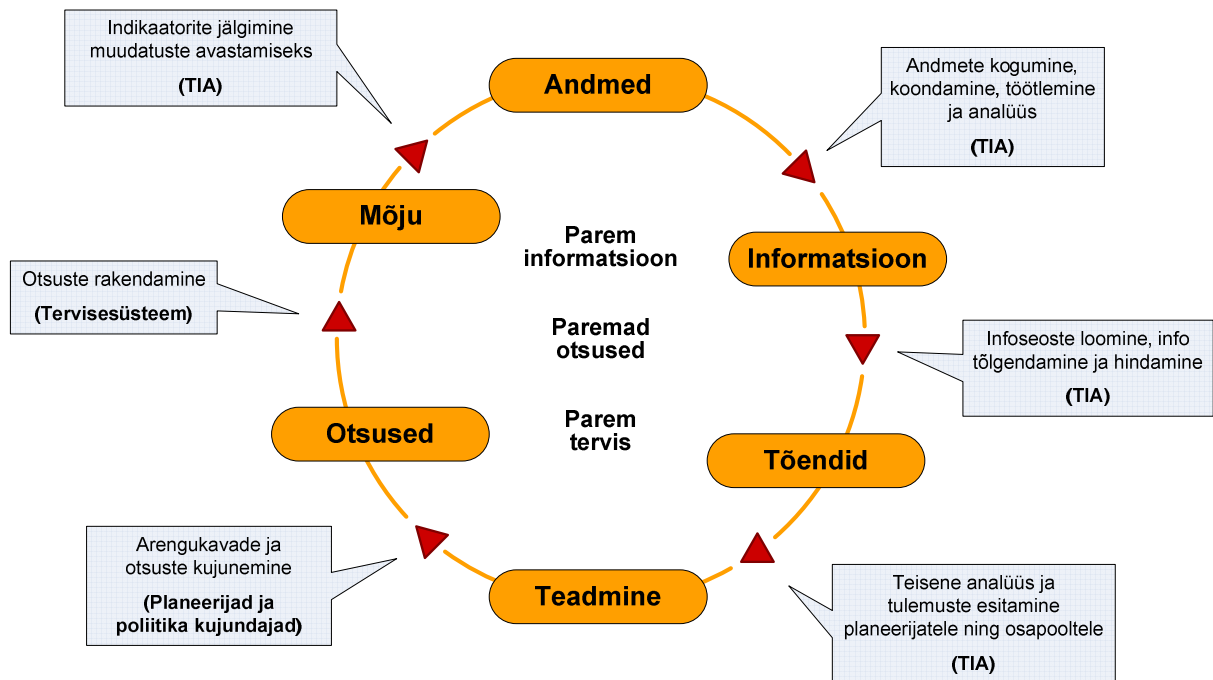 Indikaatorite jälgimine
muudatuste avastamiseks
(TIA)
Andmed
Andmete kogumine,
koondamine, töötlemine
ja analüüs
(TIA)
Mõju
Parem
informatsioon
Informatsioon
Otsuste rakendamine
(Tervisesüsteem)
Paremad
otsused
Infoseoste loomine, info
tõlgendamine ja hindamine
(TIA)
Otsused
Parem
tervis
Tõendid
Arengukavade ja
otsuste kujunemine
(Planeerijad ja
poliitika kujundajad)
Teadmine
Teisene analüüs ja
tulemuste esitamine
planeerijatele ning osapooltele
(TIA)